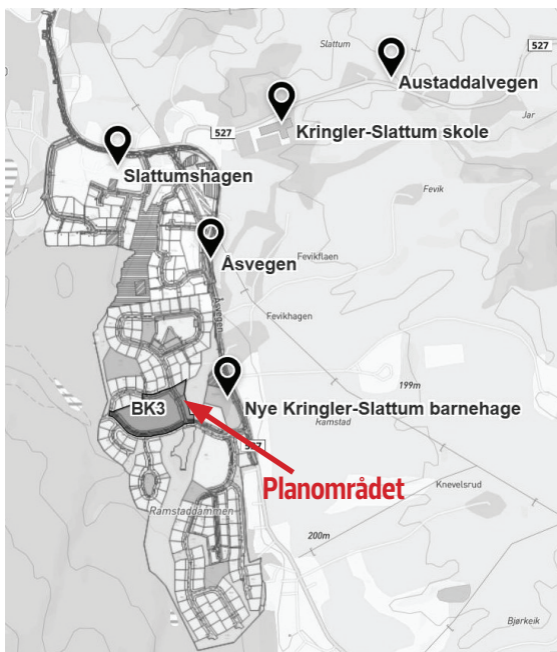 Slattum
527
Austaddalvegen
527
Kringler-Slattum skole
Jar
Slattumshagen
Fevik
Åsvegen
Fevikflaen
Åsvegen
Fevikhagen
199m
BK3
Nye Kringler-Slattum barnehage
Ramstad
527
Planområdet
Knevelsrud
Ramstaddammen
200m
Bjørkeik